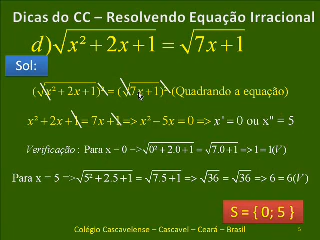 Dicas do CC – Resolvendo Equação Irracional
d)√x²+2x+1 = √7x+1
Sol:
(√x²+2x+1)² = (√7x+1)² (Quadrando a equação)
x²+2x+1=7x+1=> x²-5x=0=> x'=0 ou x"=5
Verificação: Para x=0=>√0²+2.0+1=√7.0+1=>1=1(V)
Para x=5=>√5²+2.5+1=√7.5+1=>√36=√36=>6=6(V)
S = { 0; 5 }
Colégio Cascavelense – Cascavel – Ceará – Brasil
5